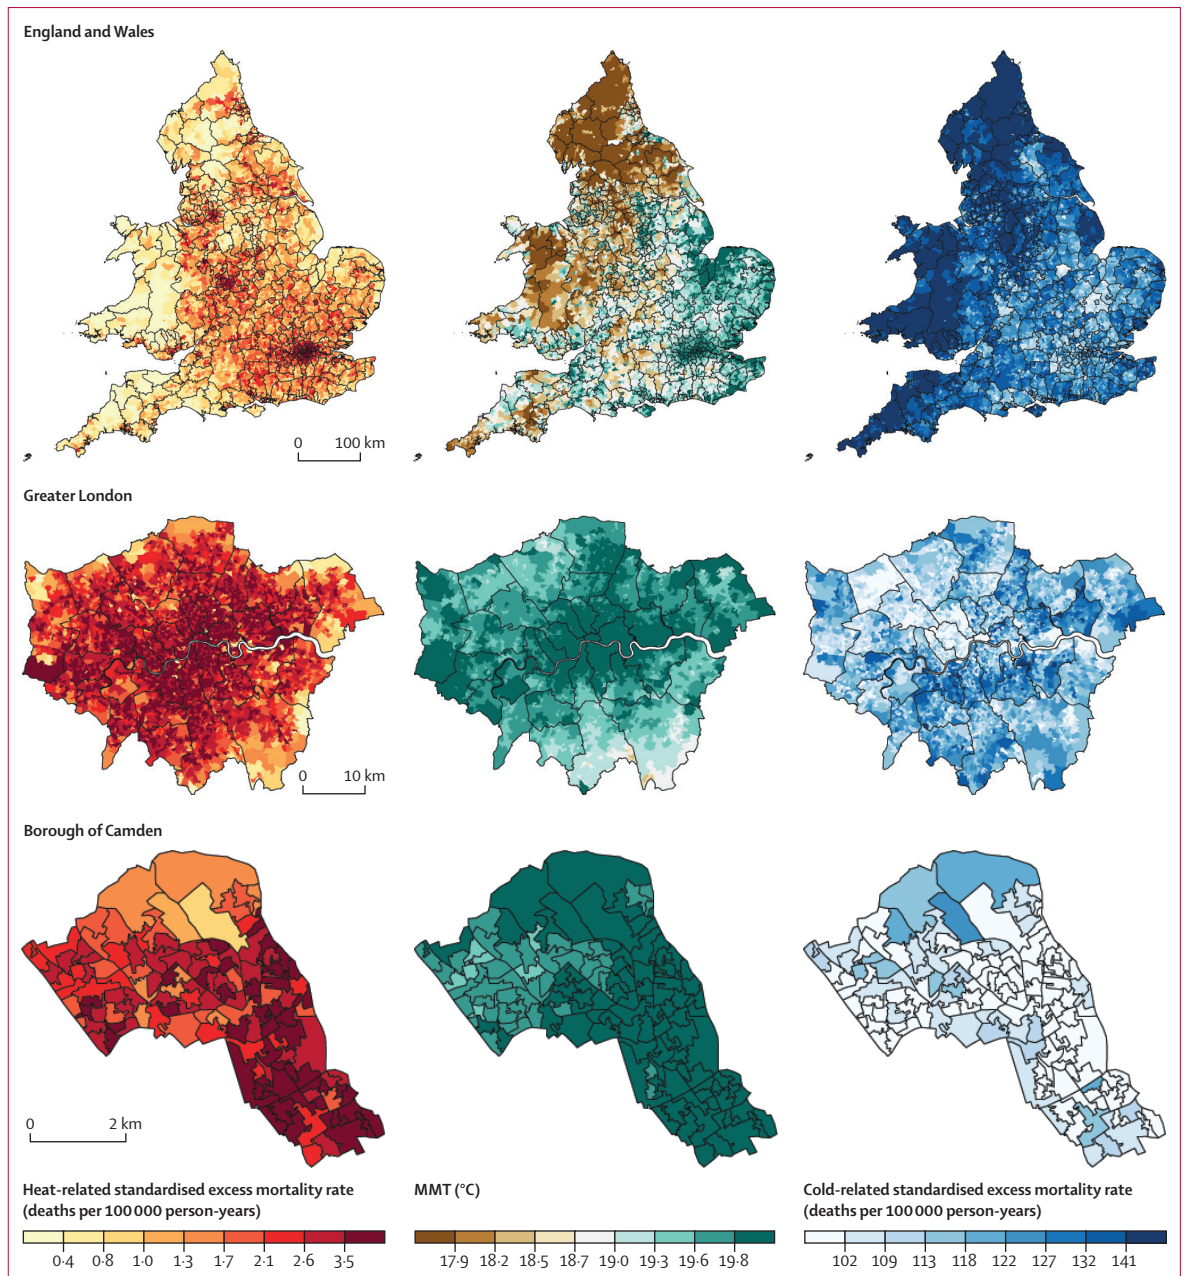 England and Wales
0 100 km
Greater London
0 10 km
Borough of Camden
0 2 km
Heat-related standardised excess mortality rate
(deaths per 100 000 person-years)
0·4 0·8 1·0 1·3 1·7 2·1 2·6 3·5
MMT (°C)
17·9 18·2 18·5 18·7 19·0 19·3 19·6 19·8
Cold-related standardised excess mortality rate
(deaths per 100 000 person-years)
102 109 113 118 122 127 132 141